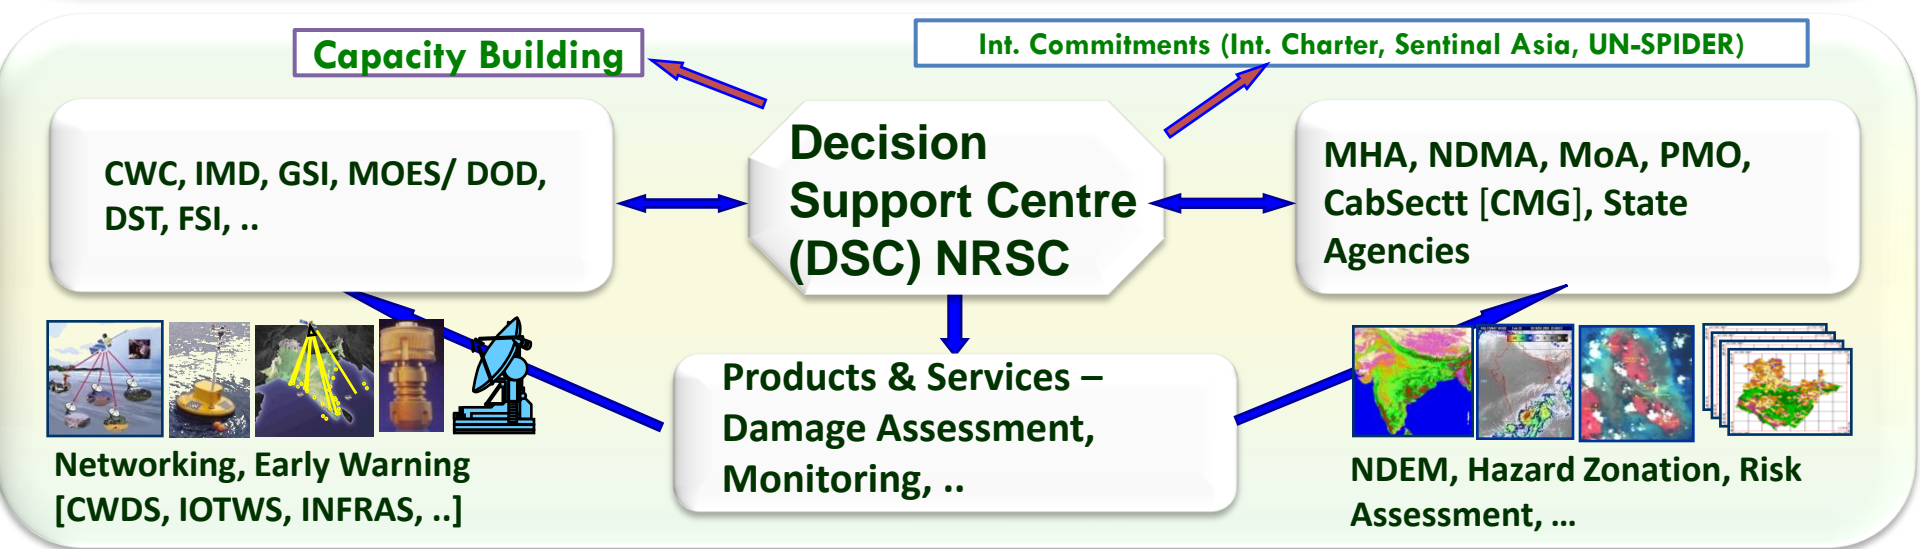 Capacity Building
Int. Commitments (Int. Charter, Sentinal Asia, UN-SPIDER)
CWC, IMD, GSI, MOES/ DOD,
DST, FSI, ..
Decision
Support Centre
(DSC) NRSC
MHA, NDMA, MoA, PMO,
CabSectt [CMG], State
Agencies
Products & Services –
Damage Assessment,
Monitoring, ..
Networking, Early Warning
[CWDS, IOTWS, INFRAS, ..]
NDEM, Hazard Zonation, Risk
Assessment, ...